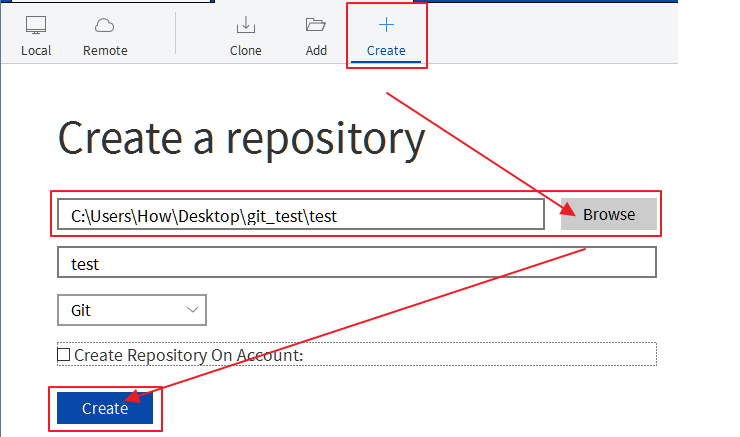 Local Remote Clone Add Create
Create a repository
C:\Users\How\Desktop\git_test\test Browse
test
Git
Create Repository On Account:
Create